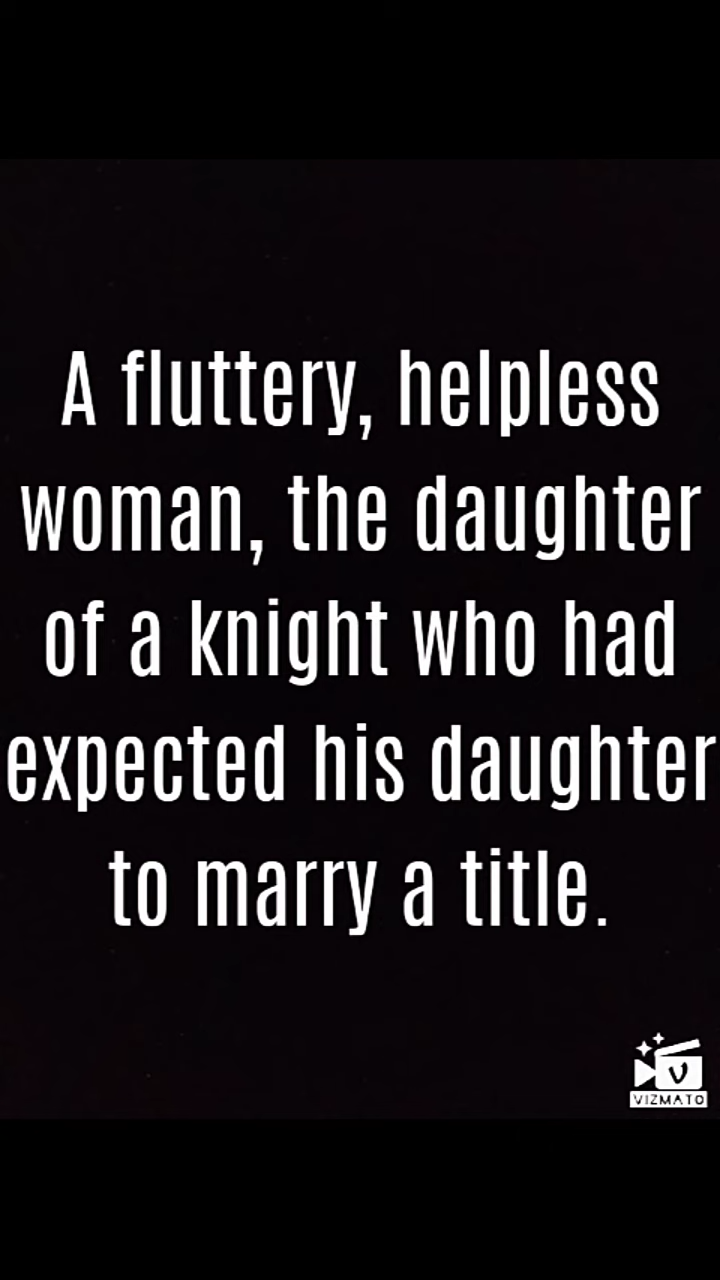 A fluttery, helpless
woman, the daughter
of a knight who had
expected his daughter
to marry a title.
V
VIZMATO